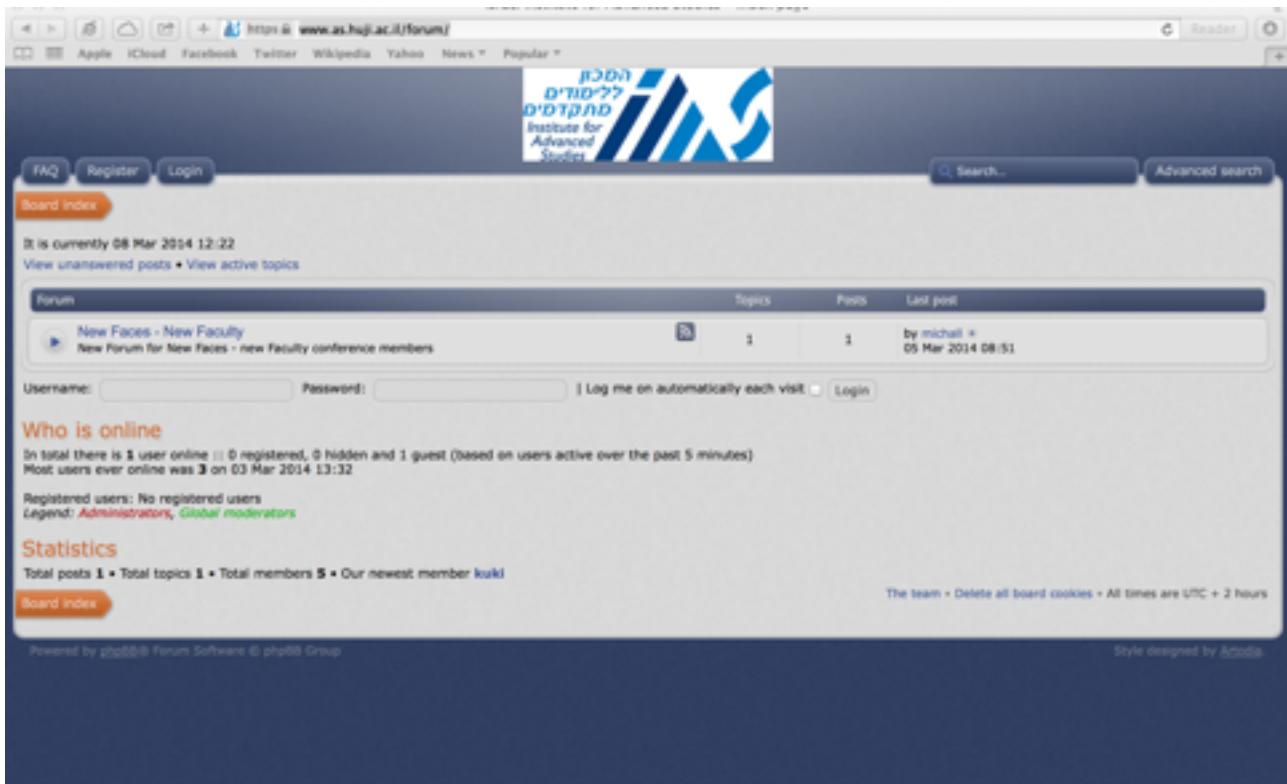 https www.as.huji.ac.il/forum/ Reader
Apple iCloud Facebook Twitter Wikipedia Yahoo News Popular
המכון
ללימודים
מתקדמים
Institute for
Advanced
Studies
FAQ Register Login Search... Advanced search
Board index
It is currently 08 Mar 2014 12:22
View unanswered posts • View active topics
Forum Topics Posts Last post
New Faces - New Faculty 1 1 by michall
New Forum for New Faces - new Faculty conference members 05 Mar 2014 08:51
Username: Password: | Log me on automatically each visit Login
Who is online
In total there is 1 user online :: 0 registered, 0 hidden and 1 guest (based on users active over the past 5 minutes)
Most users ever online was 3 on 03 Mar 2014 13:32
Registered users: No registered users
Legend: Administrators, Global moderators
Statistics
Total posts 1 • Total topics 1 • Total members 5 • Our newest member kuki
The team • Delete all board cookies • All times are UTC + 2 hours
Board index
Powered by phpBB® Forum Software © phpBB Group Style designed by Artodia.